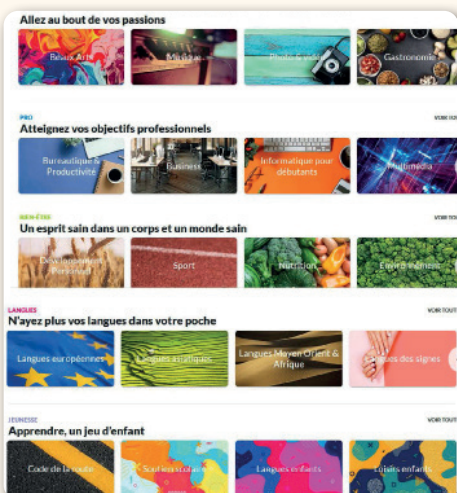 Allez au bout de vos passions
Beaux Arts
Musique
Photo & vidéo
Gastronomie
PRO
VOIR TOUT
Atteignez vos objectifs professionnels
Bureautique &
Productivité
Business
Informatique pour
débutants
Multimédia
BIEN-ÊTRE
VOIR TOUT
Un esprit sain dans un corps et un monde sain
Développement
Personnel
Sport
Nutrition
Environnement
LANGUES
VOIR TOUT
N'ayez plus vos langues dans votre poche
Langues européennes
Langues asiatiques
Langues Moyen Orient &
Afrique
Langues des signes
JEUNESSE
VOIR TOUT
Apprendre, un jeu d'enfant
Code de la route
Soutien scolaire
Langues enfants
Loisirs enfants